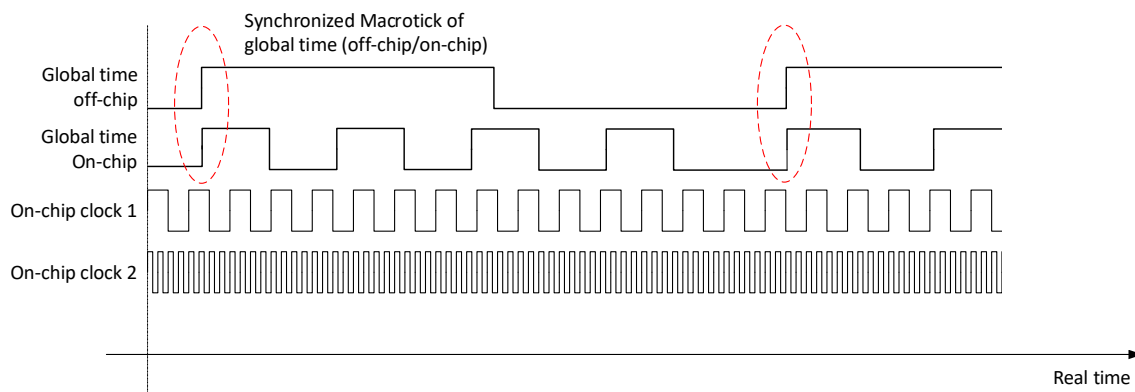 Synchronized Macrotick of
global time (off-chip/on-chip)
Global time
off-chip
Global time
On-chip
On-chip clock 1
On-chip clock 2
Real time